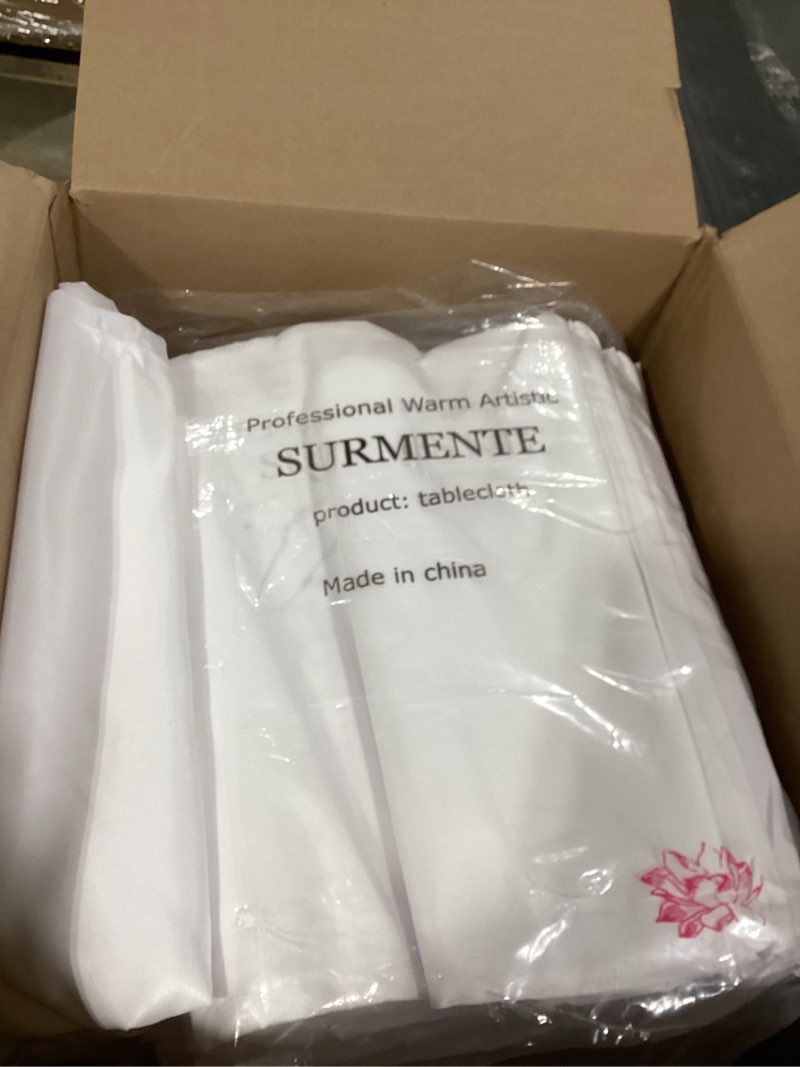 Professional Warm Artistic
SURMENTE
product: tablecloth
Made in china